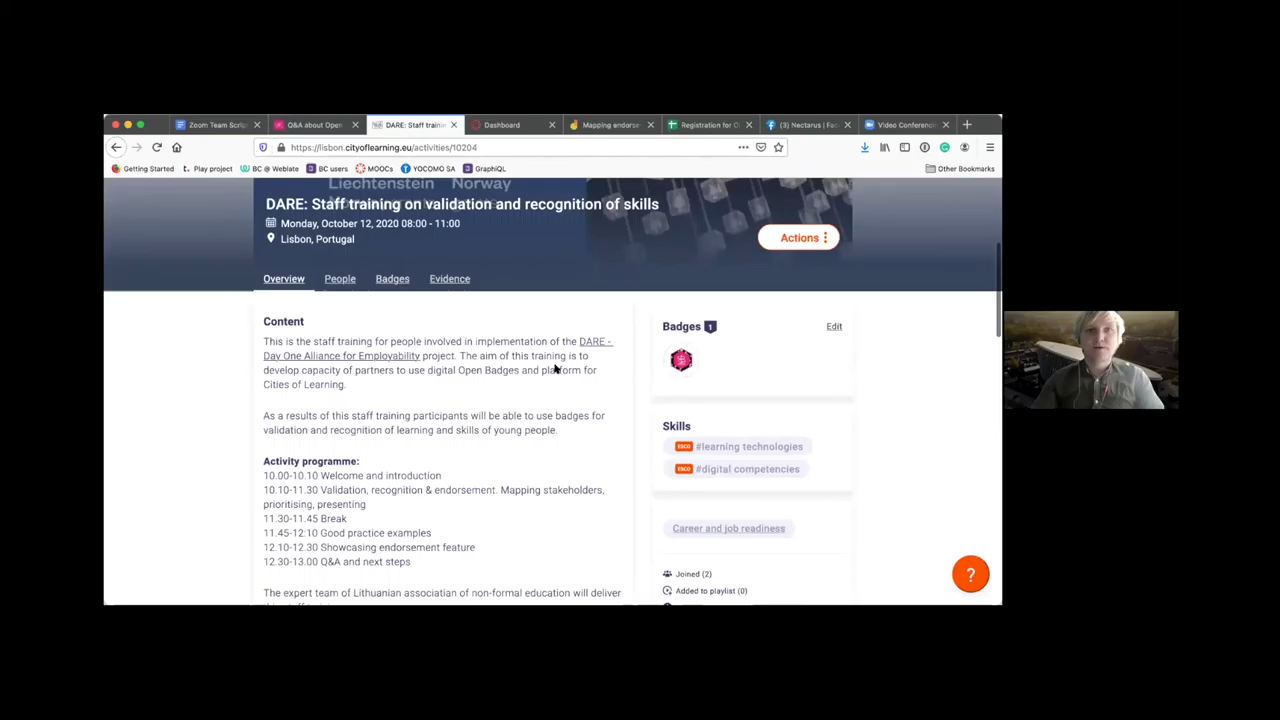 Zoom Team Scrip
Q&A about Open
DARE: Staff trainin
Dashboard
Mapping endorse
Registration for C
(3) Nectarus | Fac
Video Conferencin
https://lisbon.cityoflearning.eu/activities/10204
Getting Started
Play project
BC @ Weblate
BC users
MOOCs
YOCOMO SA
GraphiQL
Other Bookmarks
Liechtenstein Norway
DARE: Staff training on validation and recognition of skills
Monday, October 12, 2020 08:00 - 11:00
Lisbon, Portugal
Actions
Overview People Badges Evidence
Content
This is the staff training for people involved in implementation of the DARE -
Day One Alliance for Employability project. The aim of this training is to
develop capacity of partners to use digital Open Badges and platform for
Cities of Learning.
As a results of this staff training participants will be able to use badges for
validation and recognition of learning and skills of young people.
Activity programme:
10.00-10.10 Welcome and introduction
10.10-11.30 Validation, recognition & endorsement. Mapping stakeholders,
prioritising, presenting
11.30-11.45 Break
11.45-12:10 Good practice examples
12.10-12.30 Showcasing endorsement feature
12.30-13.00 Q&A and next steps
The expert team of Lithuanian association of non-formal education will deliver
Badges 1
Edit
Skills
ESCO #learning technologies
ESCO #digital competencies
Career and job readiness
Joined (2)
Added to playlist (0)
?